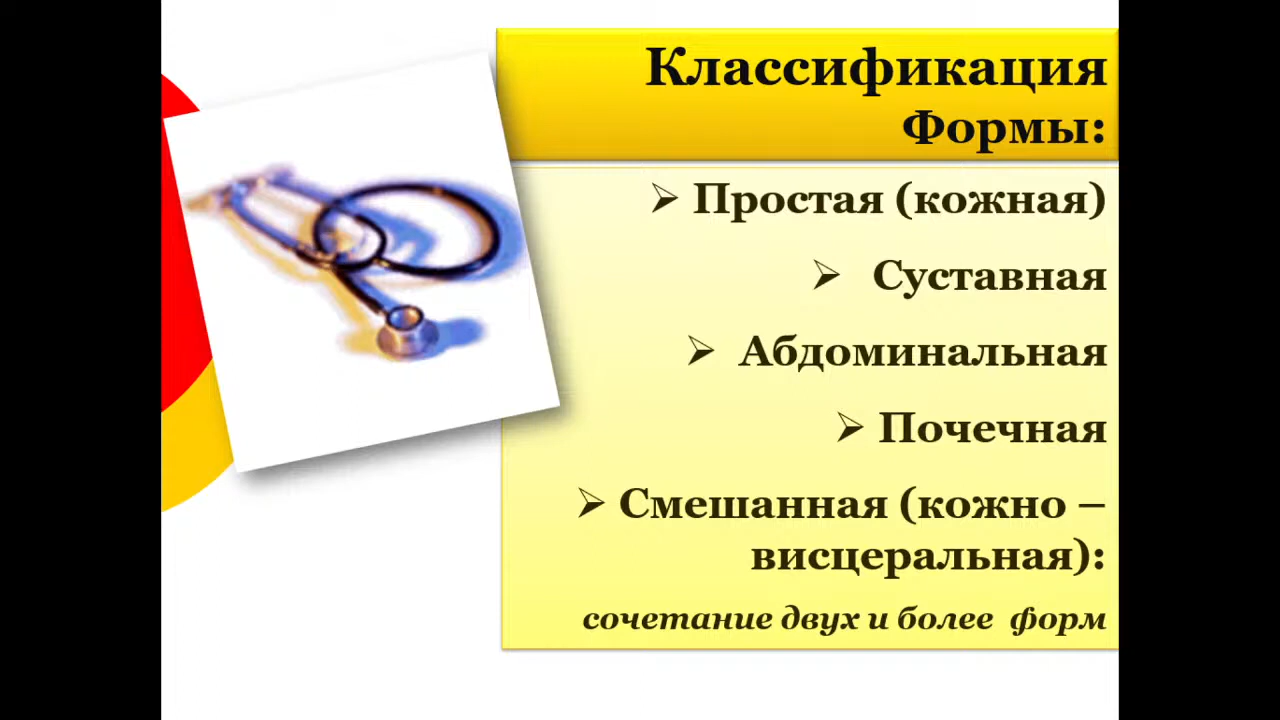 Классификация
Формы:
➢ Простая (кожная)
➢ Суставная
➢ Абдоминальная
➢ Почечная
➢ Смешанная (кожно –
висцеральная):
сочетание двух и более форм